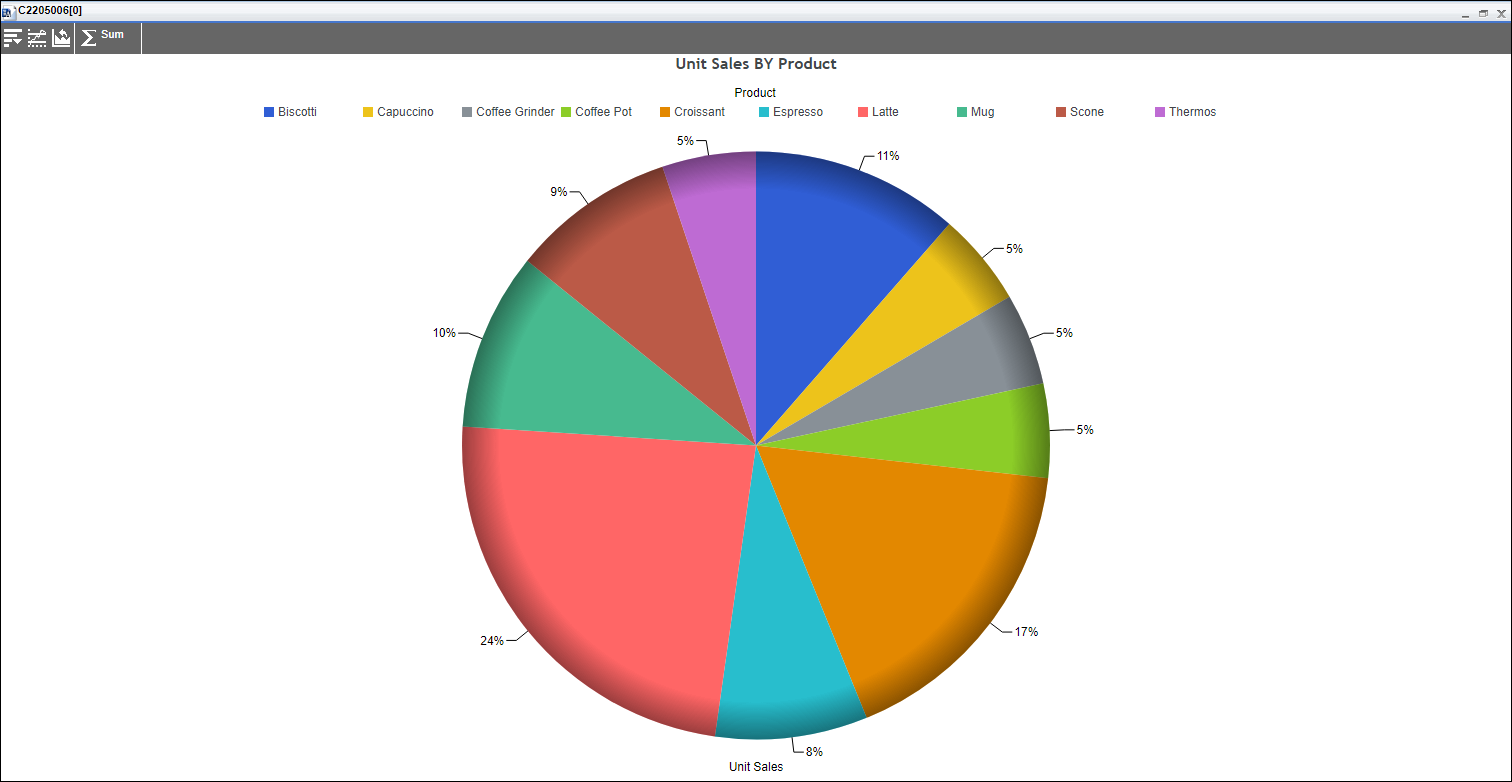 C2205006[0]
Sum
Unit Sales BY Product
Product
Biscotti Capuccino Coffee Grinder Coffee Pot Croissant Espresso Latte Mug Scone Thermos
5%
11%
9%
5%
10%
5%
5%
17%
24%
8%
Unit Sales